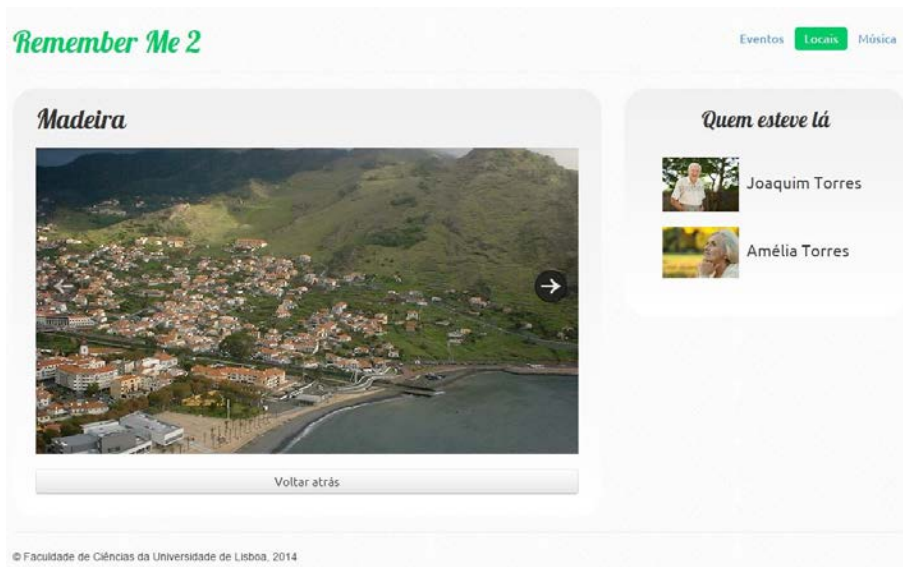 Remember Me 2
Eventos Locais Música
Madeira
Quem esteve lá
Joaquim Torres
Amélia Torres
Voltar atrás
© Faculdade de Ciências da Universidade de Lisboa, 2014